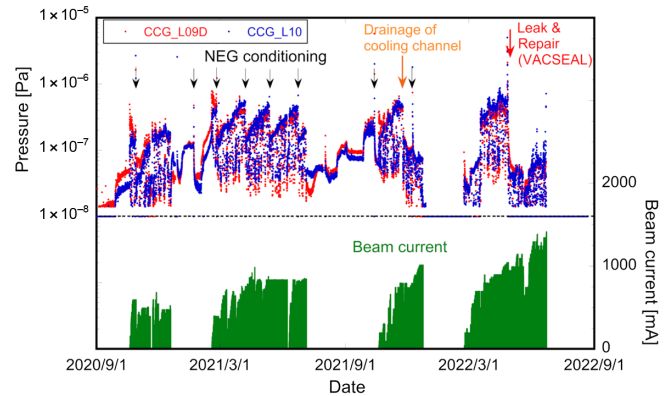 CCG_L09D CCG_L10
NEG conditioning
Drainage of
cooling channel
Leak &
Repair
(VACSEAL)
Pressure [Pa]
1×10⁻⁵
1×10⁻⁶
1×10⁻⁷
1×10⁻⁸
Beam current
2000
1000
0
Beam current [mA]
2020/9/1 2021/3/1 2021/9/1 2022/3/1 2022/9/1
Date